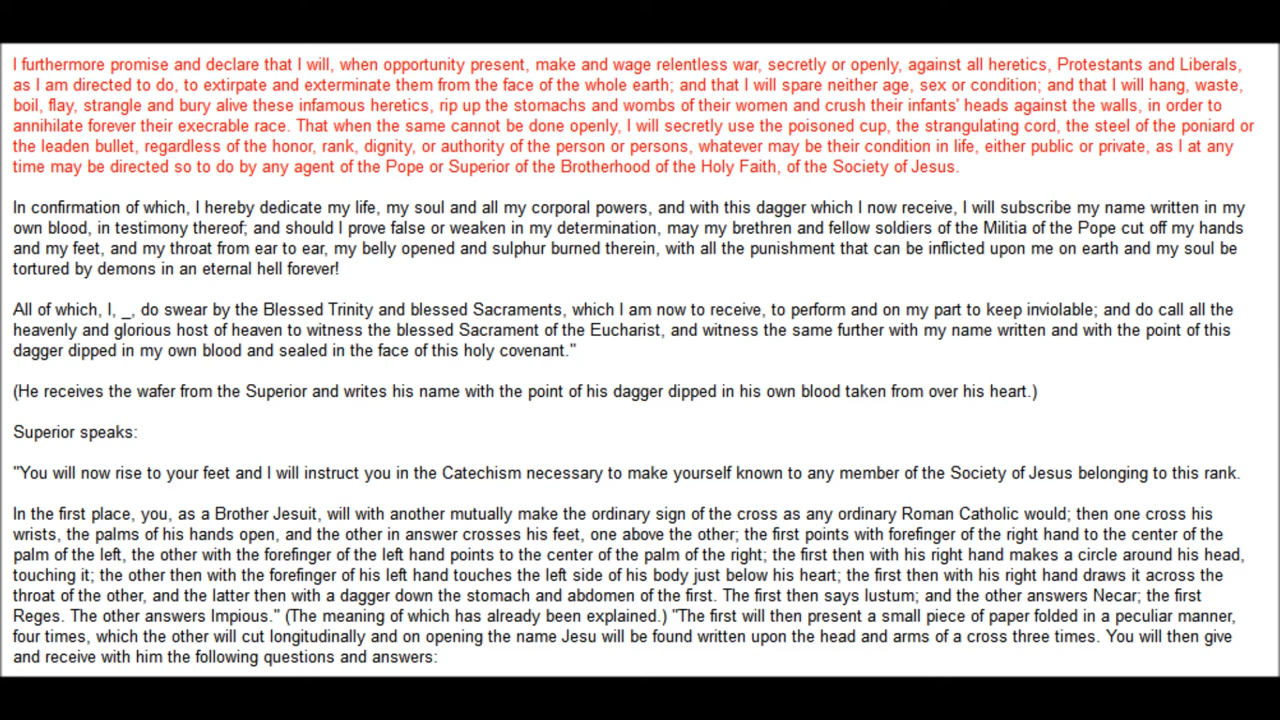 I furthermore promise and declare that I will, when opportunity present, make and wage relentless war, secretly or openly, against all heretics, Protestants and Liberals,
as I am directed to do, to extirpate and exterminate them from the face of the whole earth; and that I will spare neither age, sex or condition; and that I will hang, waste,
boil, flay, strangle and bury alive these infamous heretics, rip up the stomachs and wombs of their women and crush their infants' heads against the walls, in order to
annihilate forever their execrable race. That when the same cannot be done openly, I will secretly use the poisoned cup, the strangulating cord, the steel of the poniard or
the leaden bullet, regardless of the honor, rank, dignity, or authority of the person or persons, whatever may be their condition in life, either public or private, as I at any
time may be directed so to do by any agent of the Pope or Superior of the Brotherhood of the Holy Faith, of the Society of Jesus.
In confirmation of which, I hereby dedicate my life, my soul and all my corporal powers, and with this dagger which I now receive, I will subscribe my name written in my
own blood, in testimony thereof; and should I prove false or weaken in my determination, may my brethren and fellow soldiers of the Militia of the Pope cut off my hands
and my feet, and my throat from ear to ear, my belly opened and sulphur burned therein, with all the punishment that can be inflicted upon me on earth and my soul be
tortured by demons in an eternal hell forever!
All of which, I, _, do swear by the Blessed Trinity and blessed Sacraments, which I am now to receive, to perform and on my part to keep inviolable; and do call all the
heavenly and glorious host of heaven to witness the blessed Sacrament of the Eucharist, and witness the same further with my name written and with the point of this
dagger dipped in my own blood and sealed in the face of this holy covenant."
(He receives the wafer from the Superior and writes his name with the point of his dagger dipped in his own blood taken from over his heart.)
Superior speaks:
"You will now rise to your feet and I will instruct you in the Catechism necessary to make yourself known to any member of the Society of Jesus belonging to this rank.
In the first place, you, as a Brother Jesuit, will with another mutually make the ordinary sign of the cross as any ordinary Roman Catholic would; then one cross his
wrists, the palms of his hands open, and the other in answer crosses his feet, one above the other; the first points with forefinger of the right hand to the center of the
palm of the left, the other with the forefinger of the left hand points to the center of the palm of the right; the first then with his right hand makes a circle around his head,
touching it; the other then with the forefinger of his left hand touches the left side of his body just below his heart; the first then with his right hand draws it across the
throat of the other, and the latter then with a dagger down the stomach and abdomen of the first. The first then says Iustum; and the other answers Necar; the first
Reges. The other answers Impious." (The meaning of which has already been explained.) "The first will then present a small piece of paper folded in a peculiar manner,
four times, which the other will cut longitudinally and on opening the name Jesu will be found written upon the head and arms of a cross three times. You will then give
and receive with him the following questions and answers: